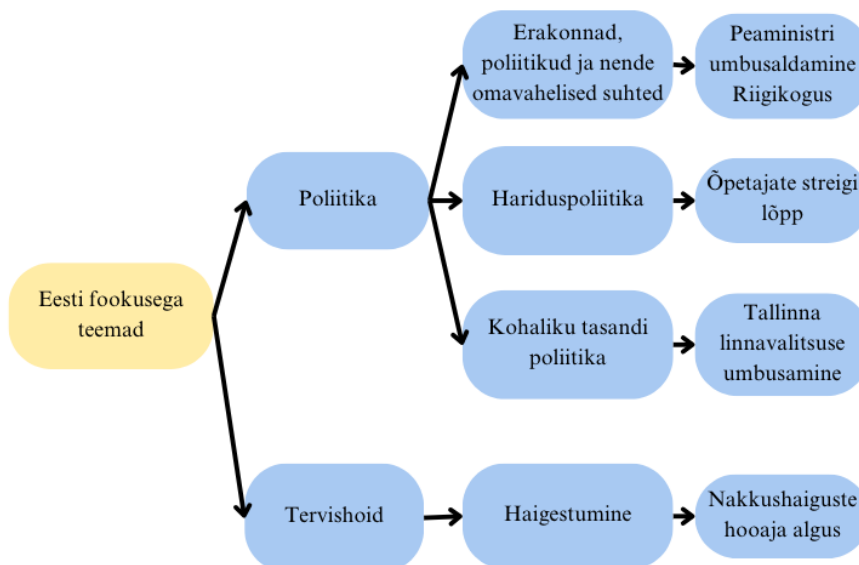 Eesti fookusega
teemad
Poliitika
Erakonnad,
poliitikud ja nende
omavahelised suhted
Peaministri
umbusaldamine
Riigikogus
Hariduspoliitika
Õpetajate streigi
lõpp
Kohaliku tasandi
poliitika
Tallinna
linnavalitsuse
umbusamine
Tervishoid
Haigestumine
Nakkushaiguste
hooaja algus